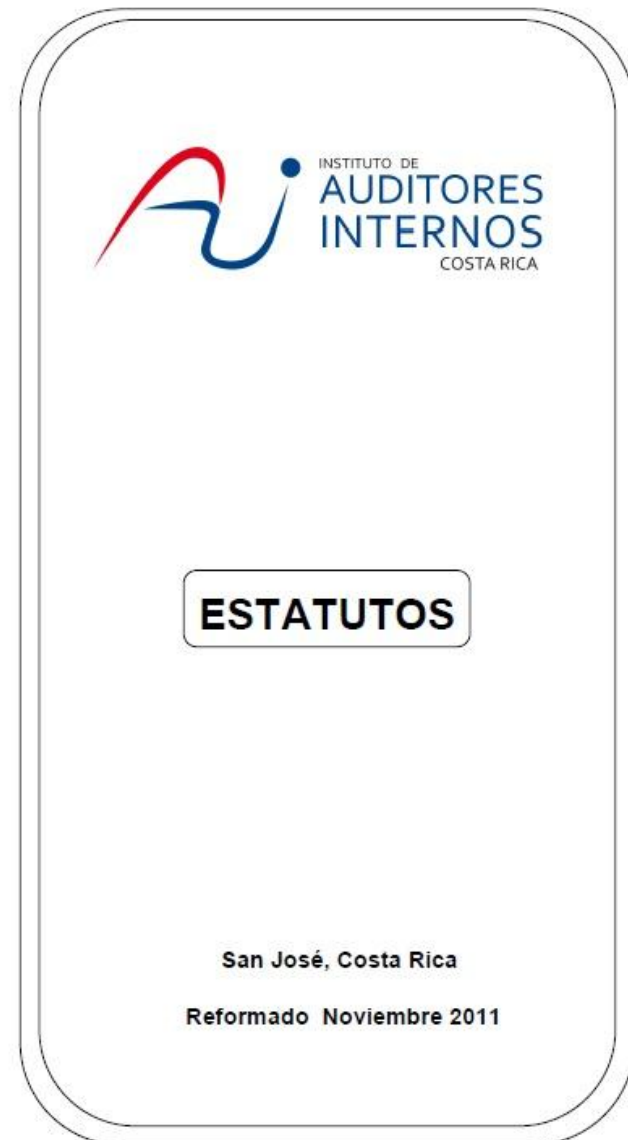 INSTITUTO DE
AUDITORES
INTERNOS
COSTA RICA
ESTATUTOS
San José, Costa Rica
Reformado Noviembre 2011